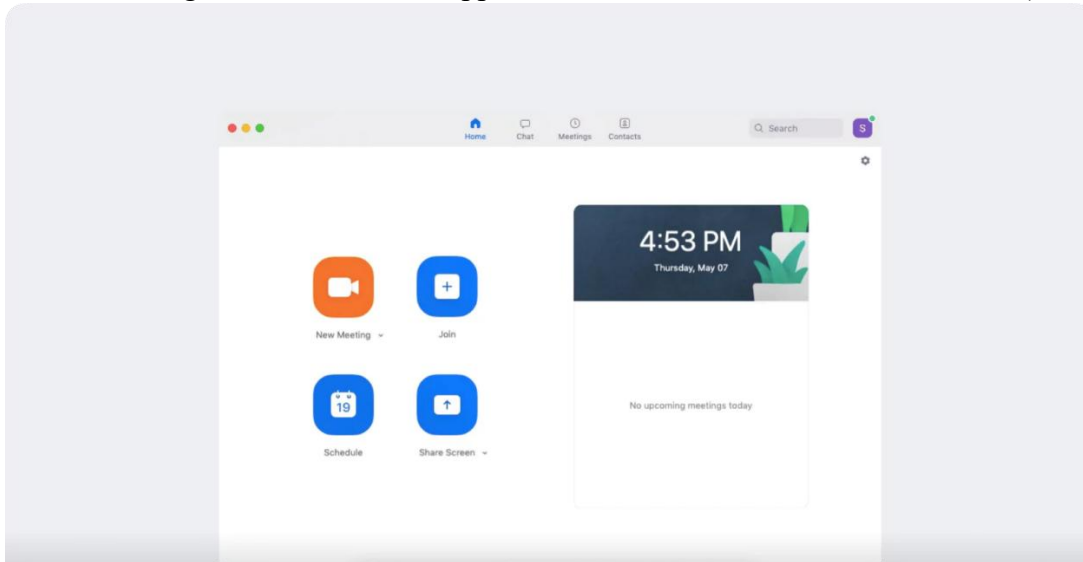 Home
Chat
Meetings
Contacts
Search
S
4:53 PM
Thursday, May 07
New Meeting
Join
19
Schedule
Share Screen
No upcoming meetings today